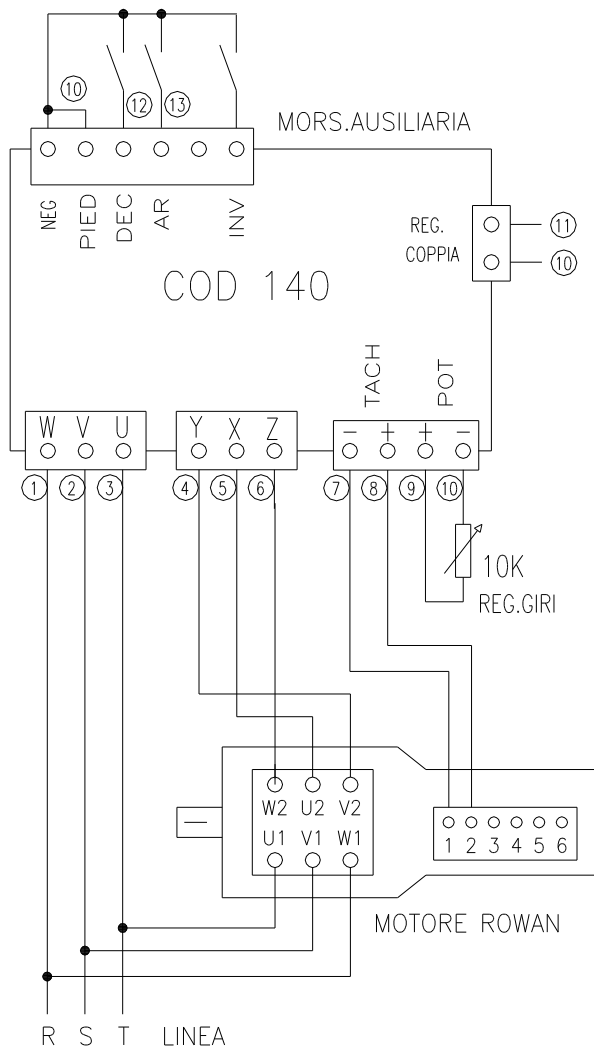 10
12
13
MORS.AUSILIARIA
NEG PIED DEC AR INV
REG. COPPIA
11
10
COD 140
TACH
POT
W V U
Y X Z
- + + -
1 2 3 4 5 6 7 8 9 10
10K
REG.GIRI
W2 U2 V2
U1 V1 W1
1 2 3 4 5 6
MOTORE ROWAN
R S T LINEA